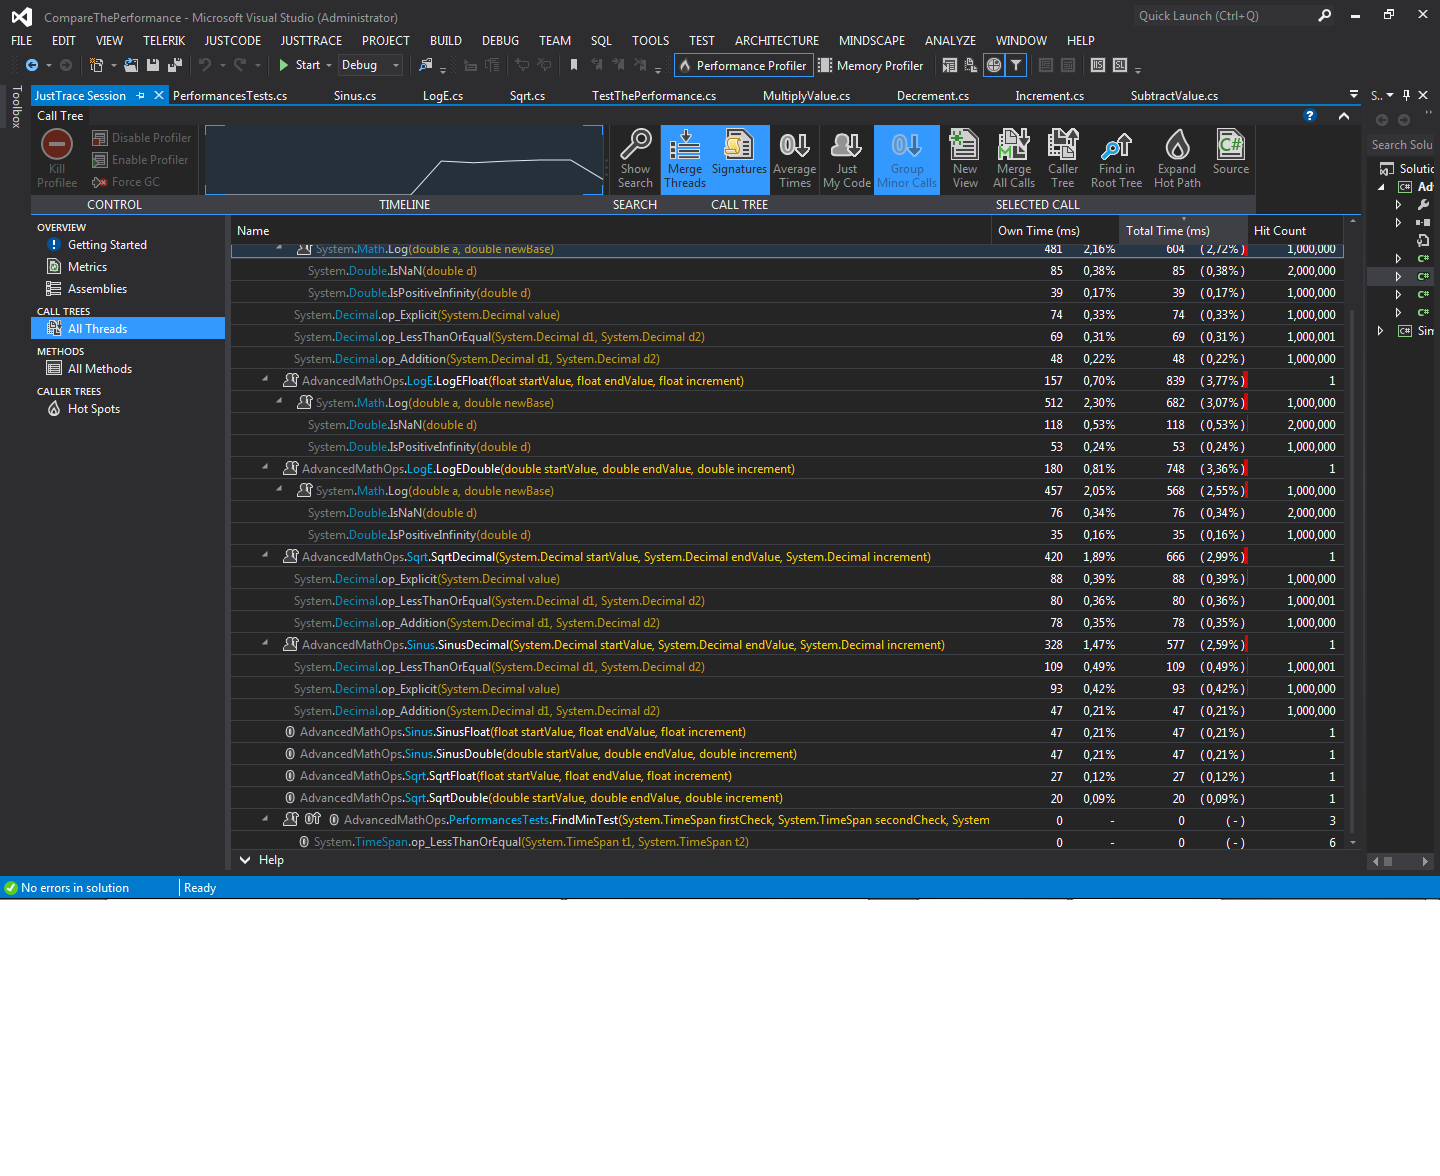 CompareThePerformance - Microsoft Visual Studio (Administrator)
Quick Launch (Ctrl+Q)
FILE EDIT VIEW TELERIK JUSTCODE JUSTTRACE PROJECT BUILD DEBUG TEAM SQL TOOLS TEST ARCHITECTURE MINDSCAPE ANALYZE WINDOW HELP
Start Debug Performance Profiler Memory Profiler
Toolbox
JustTrace Session PerformancesTests.cs Sinus.cs LogE.cs Sqrt.cs TestThePerformance.cs MultiplyValue.cs Decrement.cs Increment.cs SubtractValue.cs S..
Call Tree
Kill Profilee
Disable Profiler
Enable Profiler
Force GC
Show Search
Merge Threads
Signatures
Average Times
Just My Code
Group Minor Calls
New View
Merge All Calls
Caller Tree
Find in Root Tree
Expand Hot Path
Source
CONTROL TIMELINE SEARCH CALL TREE SELECTED CALL
Search Solu
Solutio
Ad
Sim
OVERVIEW
Getting Started
Metrics
Assemblies
CALL TREES
All Threads
METHODS
All Methods
CALLER TREES
Hot Spots
Name Own Time (ms) Total Time (ms) Hit Count
System.Math.Log(double a, double newBase) 481 2,16% 604 (2,72%) 1,000,000
System.Double.IsNaN(double d) 85 0,38% 85 (0,38%) 2,000,000
System.Double.IsPositiveInfinity(double d) 39 0,17% 39 (0,17%) 1,000,000
System.Decimal.op_Explicit(System.Decimal value) 74 0,33% 74 (0,33%) 1,000,000
System.Decimal.op_LessThanOrEqual(System.Decimal d1, System.Decimal d2) 69 0,31% 69 (0,31%) 1,000,001
System.Decimal.op_Addition(System.Decimal d1, System.Decimal d2) 48 0,22% 48 (0,22%) 1,000,000
AdvancedMathOps.LogE.LogEFloat(float startValue, float endValue, float increment) 157 0,70% 839 (3,77%) 1
System.Math.Log(double a, double newBase) 512 2,30% 682 (3,07%) 1,000,000
System.Double.IsNaN(double d) 118 0,53% 118 (0,53%) 2,000,000
System.Double.IsPositiveInfinity(double d) 53 0,24% 53 (0,24%) 1,000,000
AdvancedMathOps.LogE.LogEDouble(double startValue, double endValue, double increment) 180 0,81% 748 (3,36%) 1
System.Math.Log(double a, double newBase) 457 2,05% 568 (2,55%) 1,000,000
System.Double.IsNaN(double d) 76 0,34% 76 (0,34%) 2,000,000
System.Double.IsPositiveInfinity(double d) 35 0,16% 35 (0,16%) 1,000,000
AdvancedMathOps.Sqrt.SqrtDecimal(System.Decimal startValue, System.Decimal endValue, System.Decimal increment) 420 1,89% 666 (2,99%) 1
System.Decimal.op_Explicit(System.Decimal value) 88 0,39% 88 (0,39%) 1,000,000
System.Decimal.op_LessThanOrEqual(System.Decimal d1, System.Decimal d2) 80 0,36% 80 (0,36%) 1,000,001
System.Decimal.op_Addition(System.Decimal d1, System.Decimal d2) 78 0,35% 78 (0,35%) 1,000,000
AdvancedMathOps.Sinus.SinusDecimal(System.Decimal startValue, System.Decimal endValue, System.Decimal increment) 328 1,47% 577 (2,59%) 1
System.Decimal.op_LessThanOrEqual(System.Decimal d1, System.Decimal d2) 109 0,49% 109 (0,49%) 1,000,001
System.Decimal.op_Explicit(System.Decimal value) 93 0,42% 93 (0,42%) 1,000,000
System.Decimal.op_Addition(System.Decimal d1, System.Decimal d2) 47 0,21% 47 (0,21%) 1,000,000
AdvancedMathOps.Sinus.SinusFloat(float startValue, float endValue, float increment) 47 0,21% 47 (0,21%) 1
AdvancedMathOps.Sinus.SinusDouble(double startValue, double endValue, double increment) 47 0,21% 47 (0,21%) 1
AdvancedMathOps.Sqrt.SqrtFloat(float startValue, float endValue, float increment) 27 0,12% 27 (0,12%) 1
AdvancedMathOps.Sqrt.SqrtDouble(double startValue, double endValue, double increment) 20 0,09% 20 (0,09%) 1
AdvancedMathOps.PerformancesTests.FindMinTest(System.TimeSpan firstCheck, System.TimeSpan secondCheck, System 0 - 0 (-) 3
System.TimeSpan.op_LessThanOrEqual(System.TimeSpan t1, System.TimeSpan t2) 0 - 0 (-) 6
Help
No errors in solution Ready